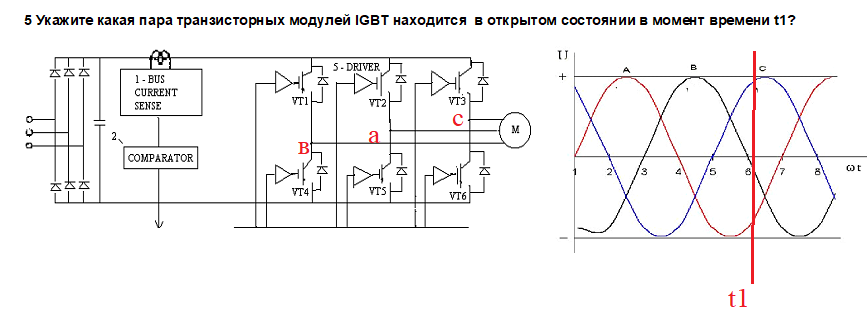 5 Укажите какая пара транзисторных модулей IGBT находится в открытом состоянии в момент времени t1?
1 - BUS
CURRENT
SENSE
2
COMPARATOR
5 - DRIVER
VT1
VT2
VT3
в
a
c
M
VT4
VT5
VT6
U
+
A
B
C
1
2
3
4
5
6
7
8
ωt
−
t1